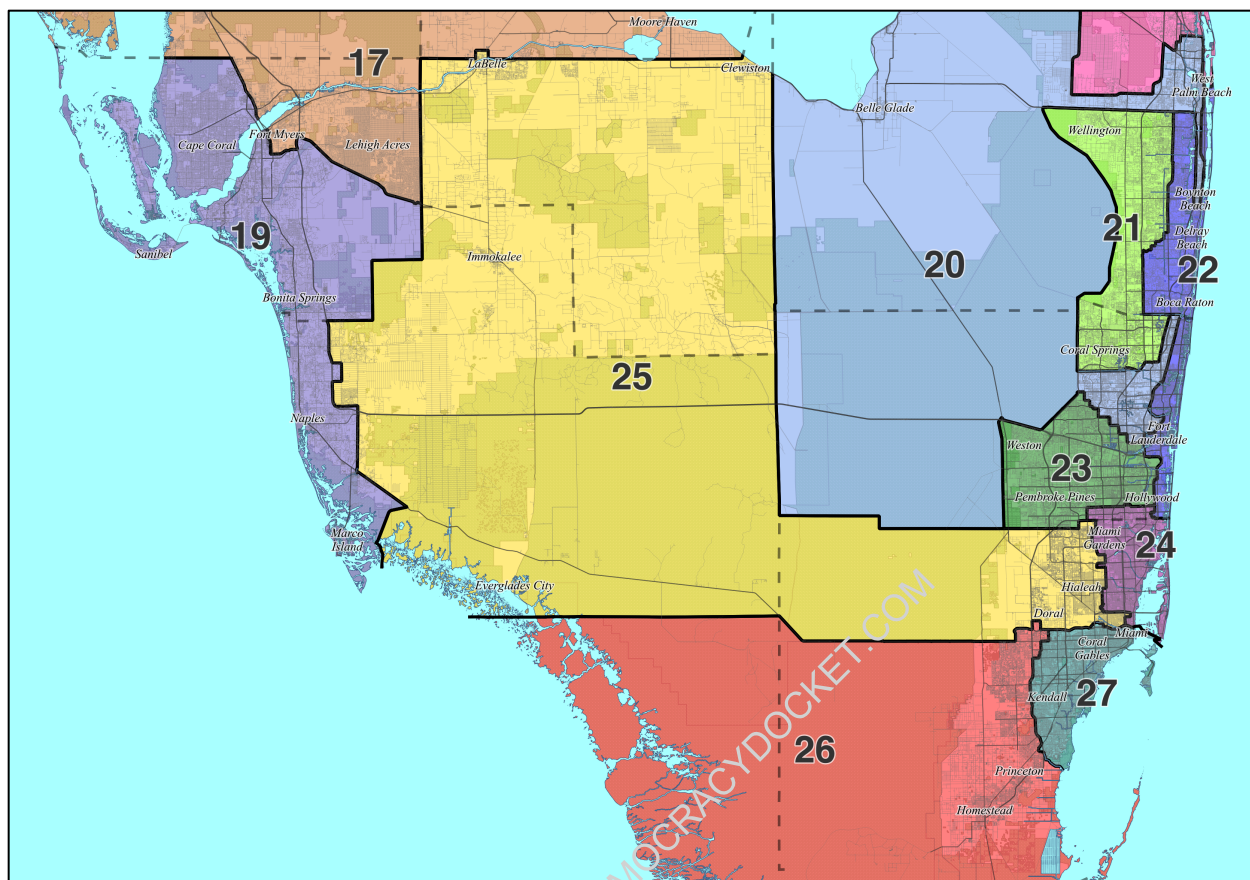 Moore Haven
17
LaBelle
Clewiston
West
Palm Beach
Belle Glade
Fort Myers
Wellington
Cape Coral
Lehigh Acres
Boynton
Beach
21
Delray
Beach
19
Sanibel
Immokalee
20
22
Bonita Springs
Boca Raton
Coral Springs
25
Naples
Fort
Lauderdale
Weston
23
Pembroke Pines
Hollywood
Marco
Island
Miami
Gardens
24
Everglades City
Hialeah
Doral
Miami
Coral
Gables
Kendall
27
26
Princeton
Homestead
MOCRACYDOCKET.COM